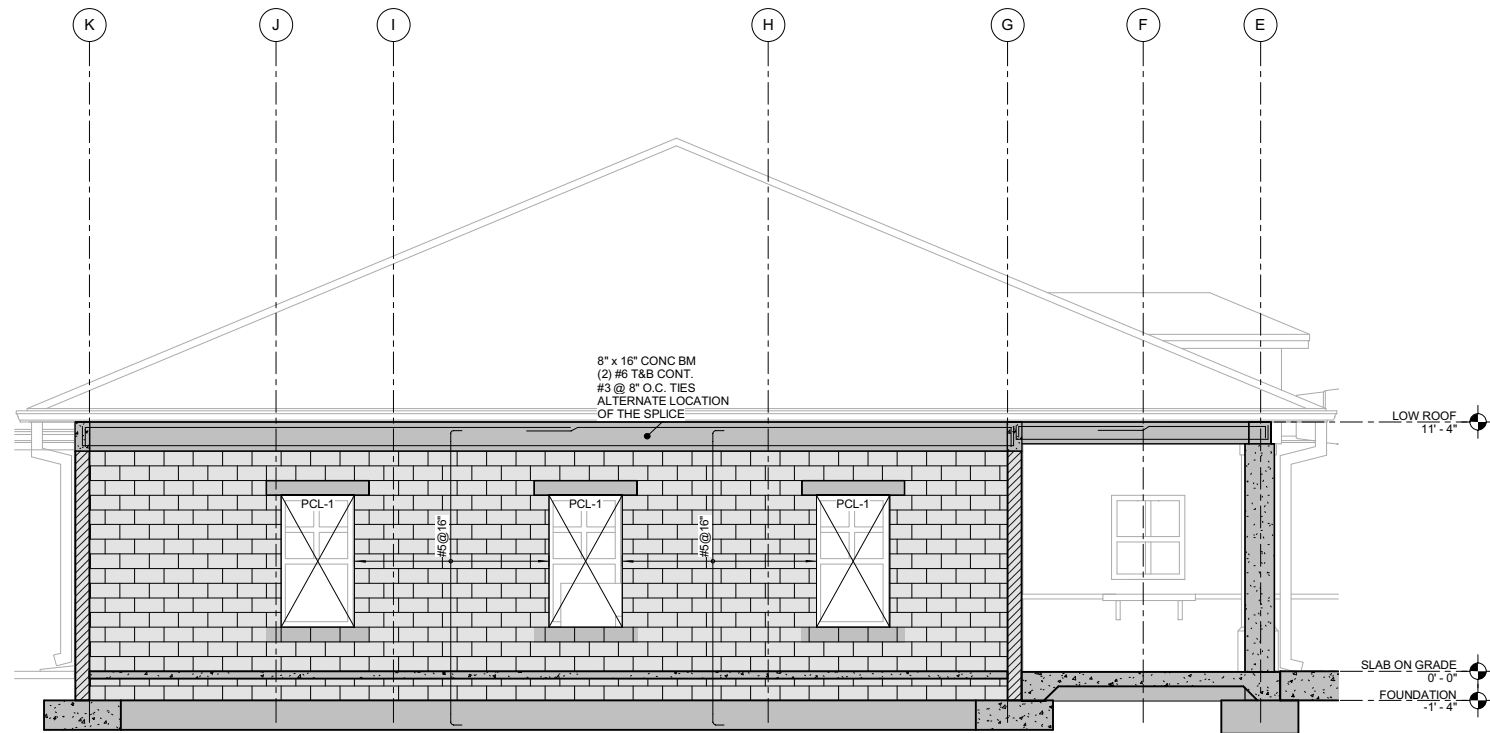 K J I H G F E
8" x 16" CONC BM
(2) #6 T&B CONT.
#3 @ 8" O.C. TIES
ALTERNATE LOCATION
OF THE SPLICE
LOW ROOF
11' - 4"
PCL-1 PCL-1 PCL-1
#5@16" #5@16"
SLAB ON GRADE
0' - 0"
FOUNDATION
-1' - 4"